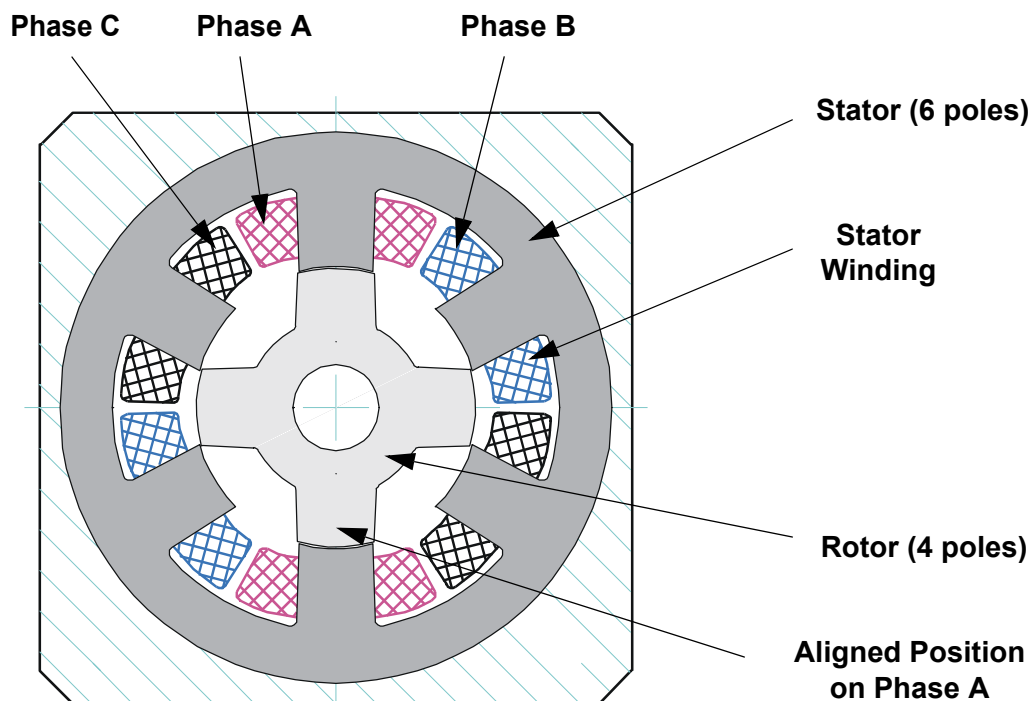 Phase C
Phase A
Phase B
Stator (6 poles)
Stator
Winding
Rotor (4 poles)
Aligned Position
on Phase A